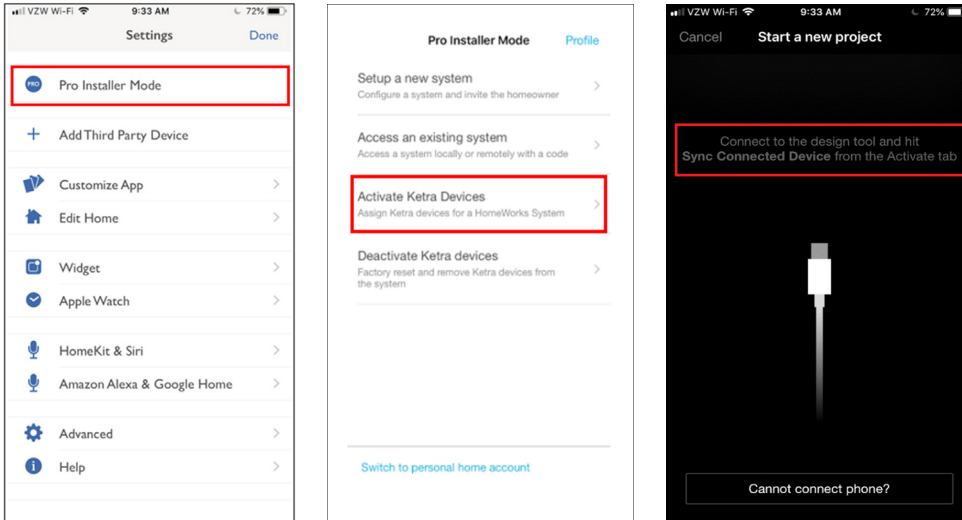 VZW Wi-Fi 9:33 AM 72%
Settings Done
PRO Pro Installer Mode
+ Add Third Party Device
Customize App
Edit Home
Widget
Apple Watch
HomeKit & Siri
Amazon Alexa & Google Home
Advanced
Help
Pro Installer Mode Profile
Setup a new system
Configure a system and invite the homeowner
Access an existing system
Access a system locally or remotely with a code
Activate Ketra Devices
Assign Ketra devices for a HomeWorks System
Deactivate Ketra devices
Factory reset and remove Ketra devices from
the system
Switch to personal home account
VZW Wi-Fi 9:33 AM 72%
Cancel Start a new project
Connect to the design tool and hit
Sync Connected Device from the Activate tab
Cannot connect phone?